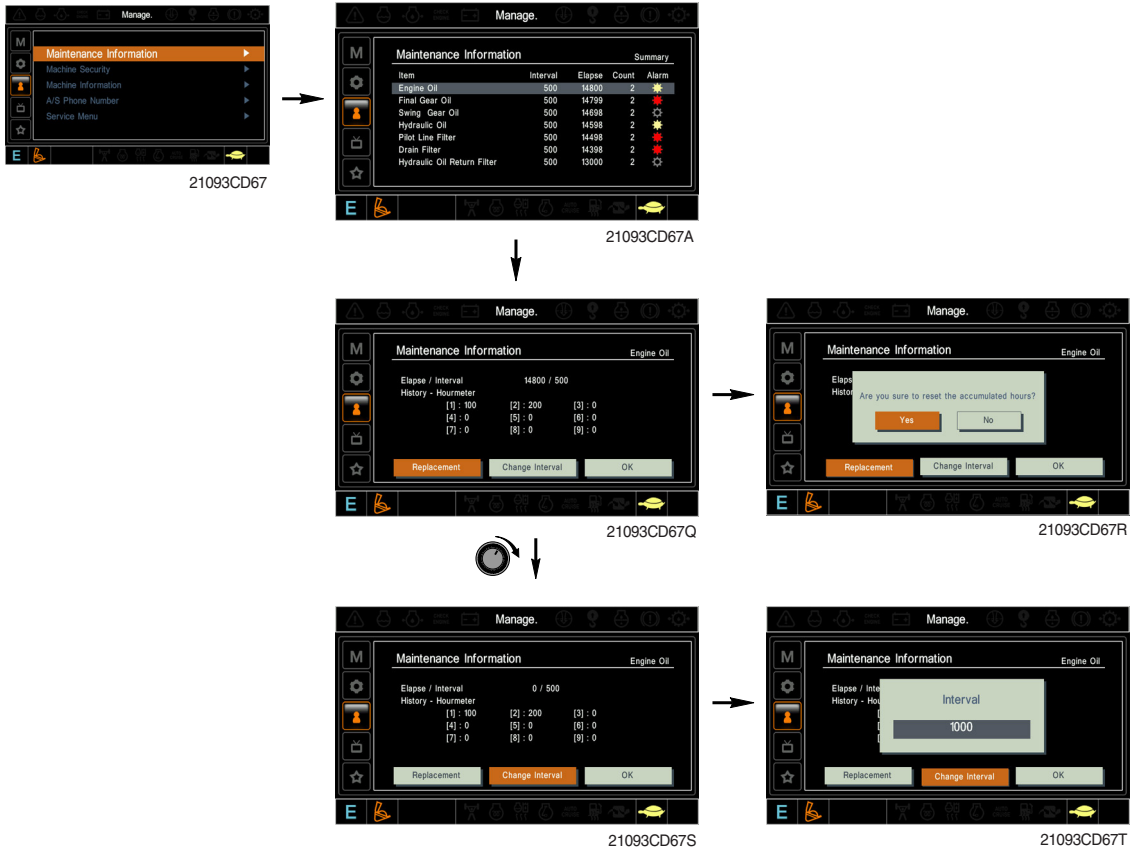 Manage.
M
Maintenance Information
Machine Security
Machine Information
A/S Phone Number
Service Menu
E
21093CD67
Manage.
M
Maintenance Information Summary
Item Interval Elapse Count Alarm
Engine Oil 500 14800 2
Final Gear Oil 500 14799 2
Swing Gear Oil 500 14698 2
Hydraulic Oil 500 14598 2
Pilot Line Filter 500 14498 2
Drain Filter 500 14398 2
Hydraulic Oil Return Filter 500 13000 2
E
21093CD67A
Manage.
M
Maintenance Information Engine Oil
Elapse / Interval 14800 / 500
History - Hourmeter
[1] : 100 [2] : 200 [3] : 0
[4] : 0 [5] : 0 [6] : 0
[7] : 0 [8] : 0 [9] : 0
Replacement Change Interval OK
E
21093CD67Q
Manage.
M
Maintenance Information Engine Oil
Elaps
Histor
Are you sure to reset the accumulated hours?
Yes No
Replacement Change Interval OK
E
21093CD67R
Manage.
M
Maintenance Information Engine Oil
Elapse / Interval 0 / 500
History - Hourmeter
[1] : 100 [2] : 200 [3] : 0
[4] : 0 [5] : 0 [6] : 0
[7] : 0 [8] : 0 [9] : 0
Replacement Change Interval OK
E
21093CD67S
Manage.
M
Maintenance Information Engine Oil
Elapse / Inte
History - Hou
Interval
1000
Replacement Change Interval OK
E
21093CD67T